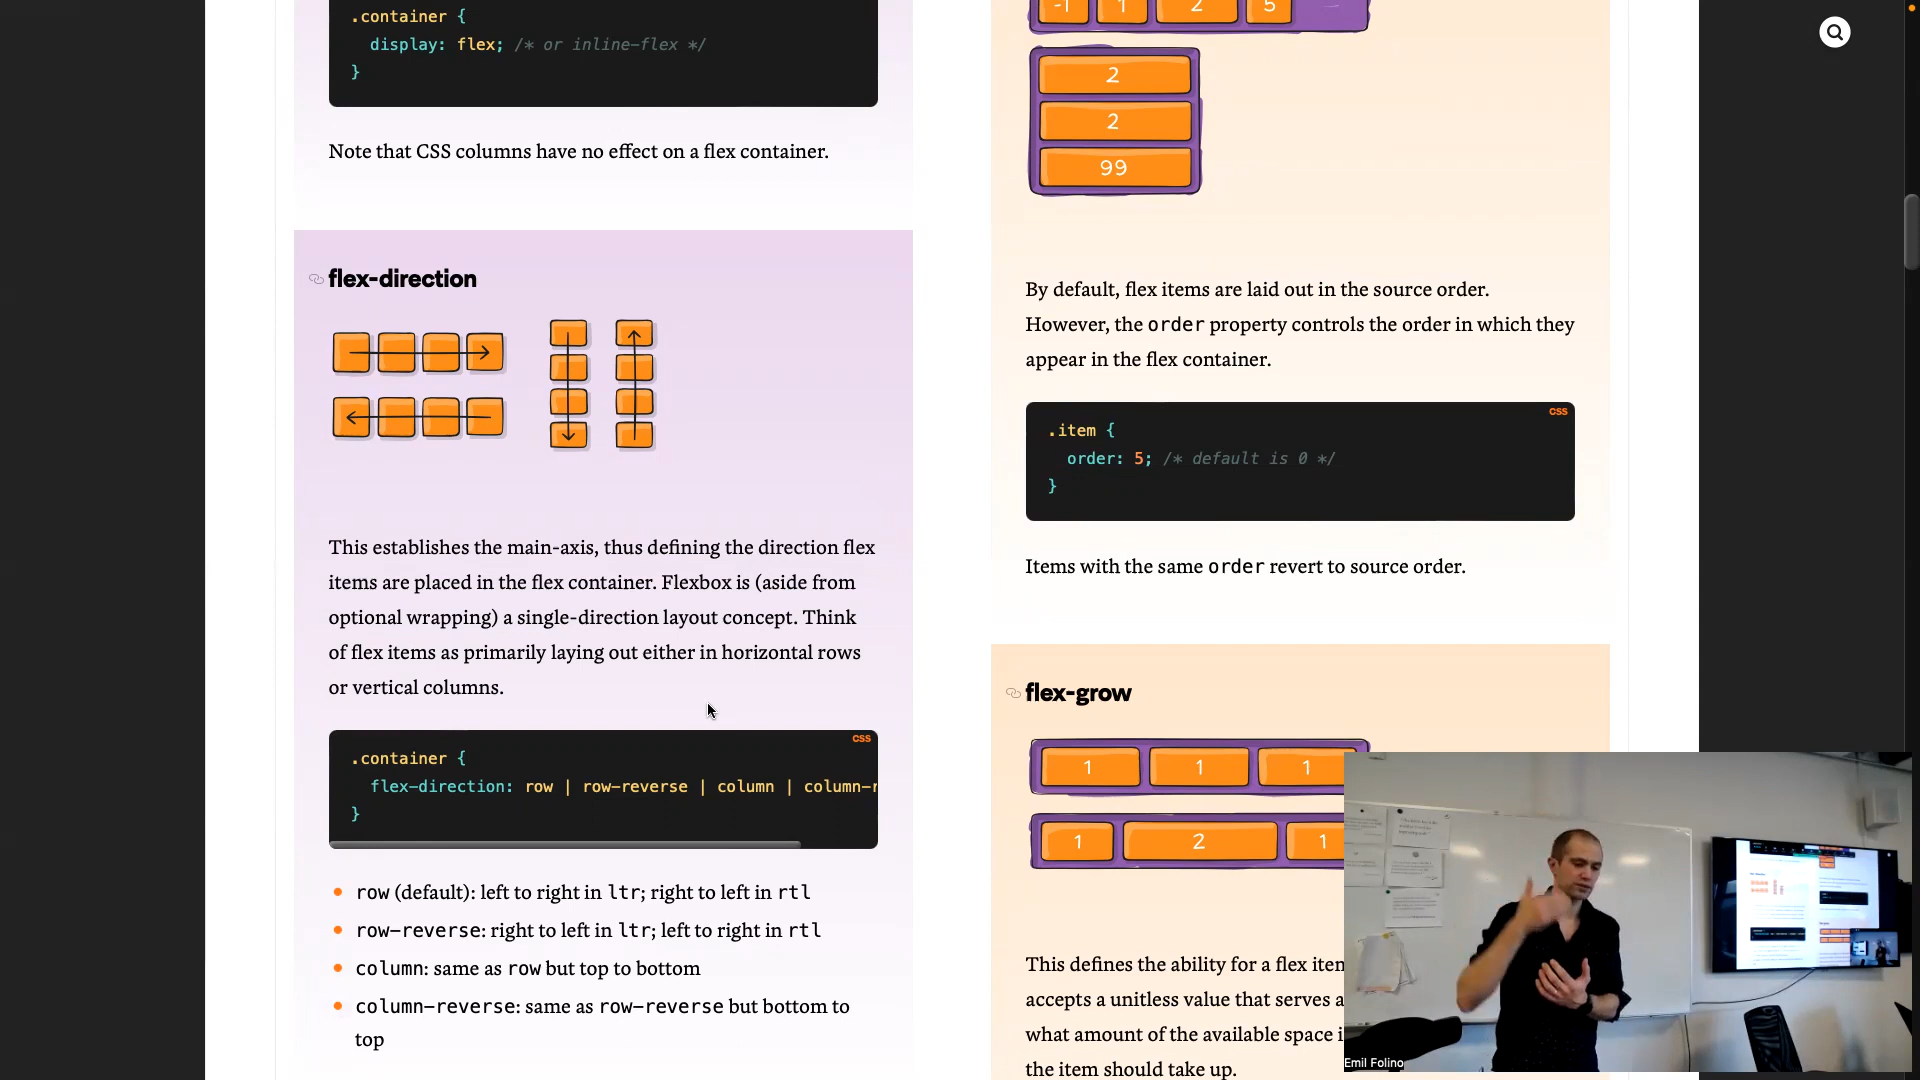 .container {
display: flex; /* or inline-flex */
}
Note that CSS columns have no effect on a flex container.
flex-direction
This establishes the main-axis, thus defining the direction flex
items are placed in the flex container. Flexbox is (aside from
optional wrapping) a single-direction layout concept. Think
of flex items as primarily laying out either in horizontal rows
or vertical columns.
CSS
.container {
flex-direction: row | row-reverse | column | column-r
}
row (default): left to right in ltr; right to left in rtl
row-reverse: right to left in ltr; left to right in rtl
column: same as row but top to bottom
column-reverse: same as row-reverse but bottom to
top
-1 1 2 5
2
2
99
By default, flex items are laid out in the source order.
However, the order property controls the order in which they
appear in the flex container.
CSS
.item {
order: 5; /* default is 0 */
}
Items with the same order revert to source order.
flex-grow
1 1 1
1 2 1
This defines the ability for a flex iten
accepts a unitless value that serves a
what amount of the available space i
the item should take up.
Emil Folino